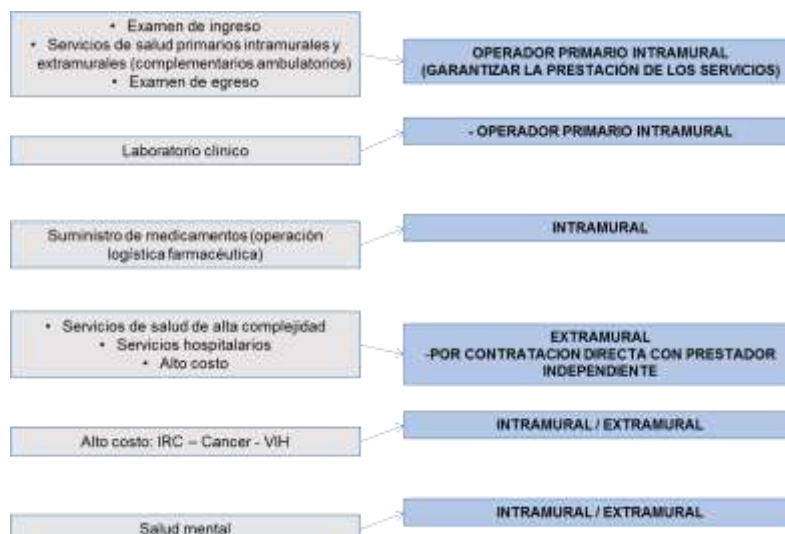 • Examen de ingreso
• Servicios de salud primarios intramurales y
extramurales (complementarios ambulatorios)
• Examen de egreso
OPERADOR PRIMARIO INTRAMURAL
(GARANTIZAR LA PRESTACIÓN DE LOS SERVICIOS)
Laboratorio clínico
- OPERADOR PRIMARIO INTRAMURAL
Suministro de medicamentos (operación
logística farmacéutica)
INTRAMURAL
• Servicios de salud de alta complejidad
• Servicios hospitalarios
• Alto costo
EXTRAMURAL
-POR CONTRATACION DIRECTA CON PRESTADOR
INDEPENDIENTE
Alto costo: IRC – Cancer - VIH
INTRAMURAL / EXTRAMURAL
Salud mental
INTRAMURAL / EXTRAMURAL